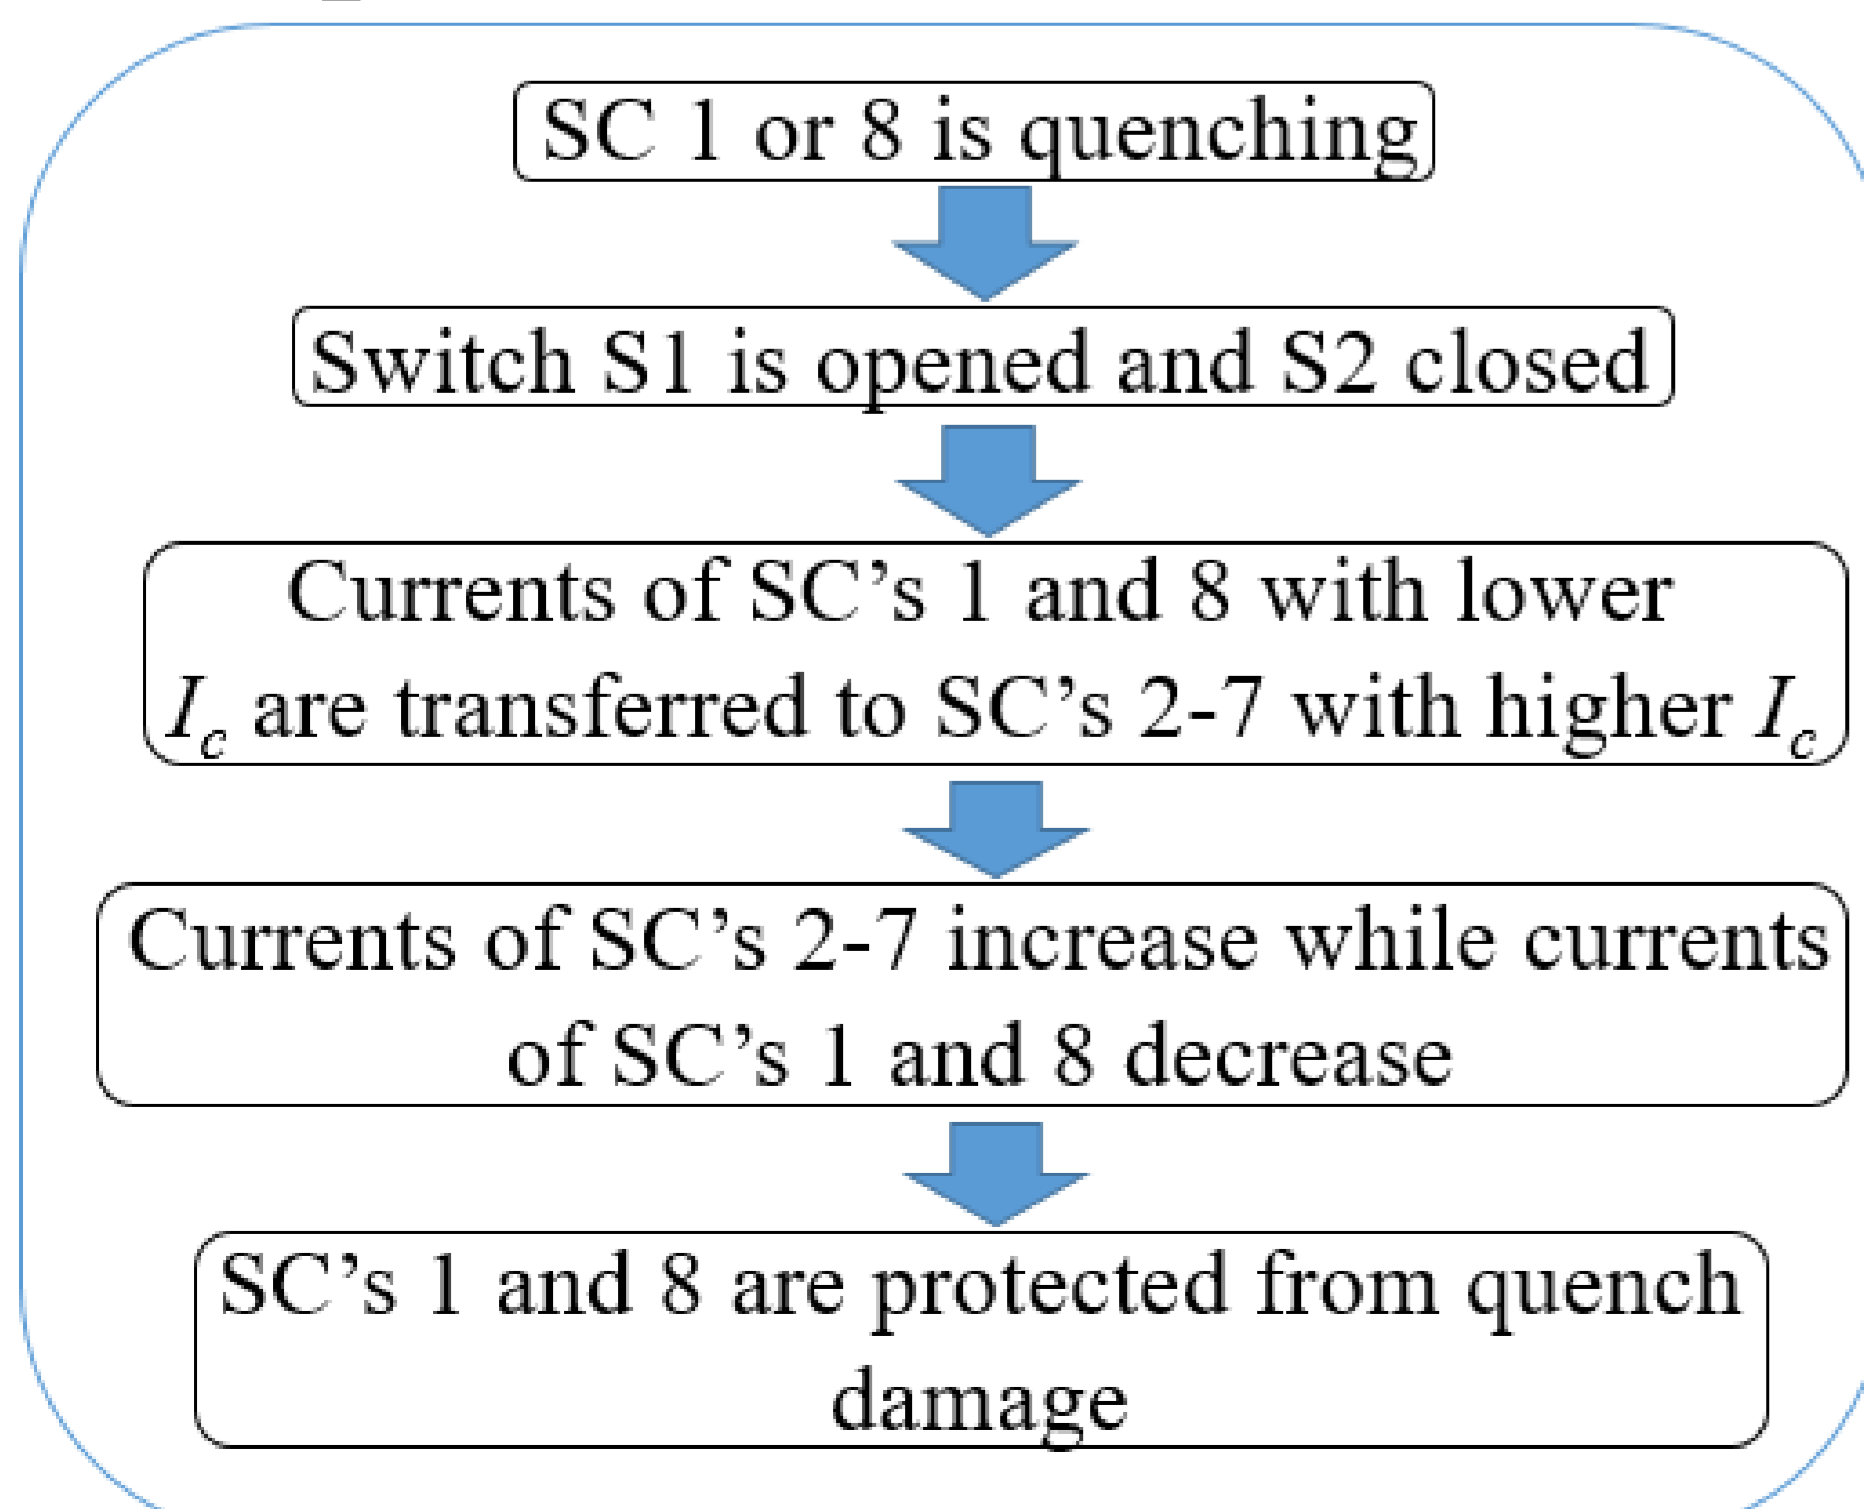 SC 1 or 8 is quenching
Switch S1 is opened and S2 closed
Currents of SC’s 1 and 8 with lower
I_c are transferred to SC’s 2-7 with higher I_c
Currents of SC’s 2-7 increase while currents
of SC’s 1 and 8 decrease
SC’s 1 and 8 are protected from quench
damage